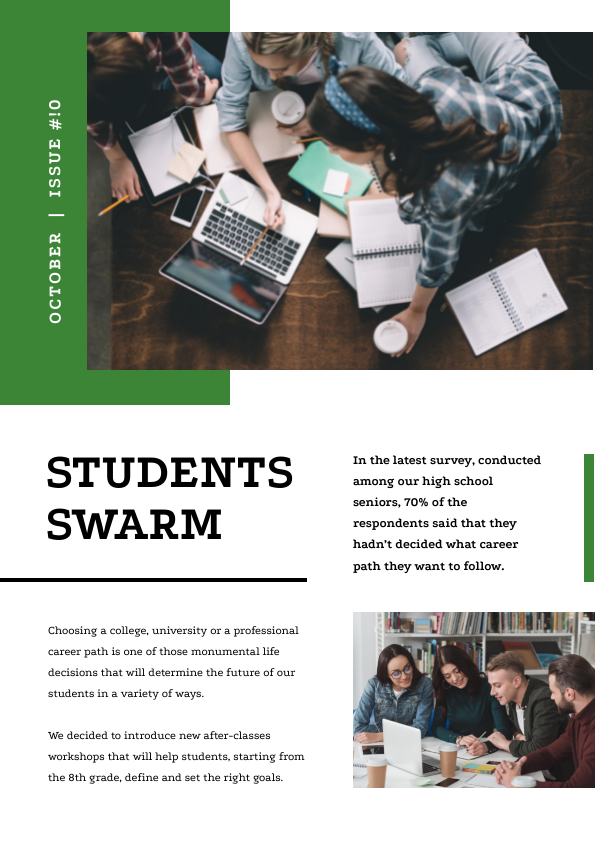 OCTOBER | ISSUE #!0
STUDENTS
SWARM
In the latest survey, conducted
among our high school
seniors, 70% of the
respondents said that they
hadn't decided what career
path they want to follow.
Choosing a college, university or a professional
career path is one of those monumental life
decisions that will determine the future of our
students in a variety of ways.
We decided to introduce new after-classes
workshops that will help students, starting from
the 8th grade, define and set the right goals.